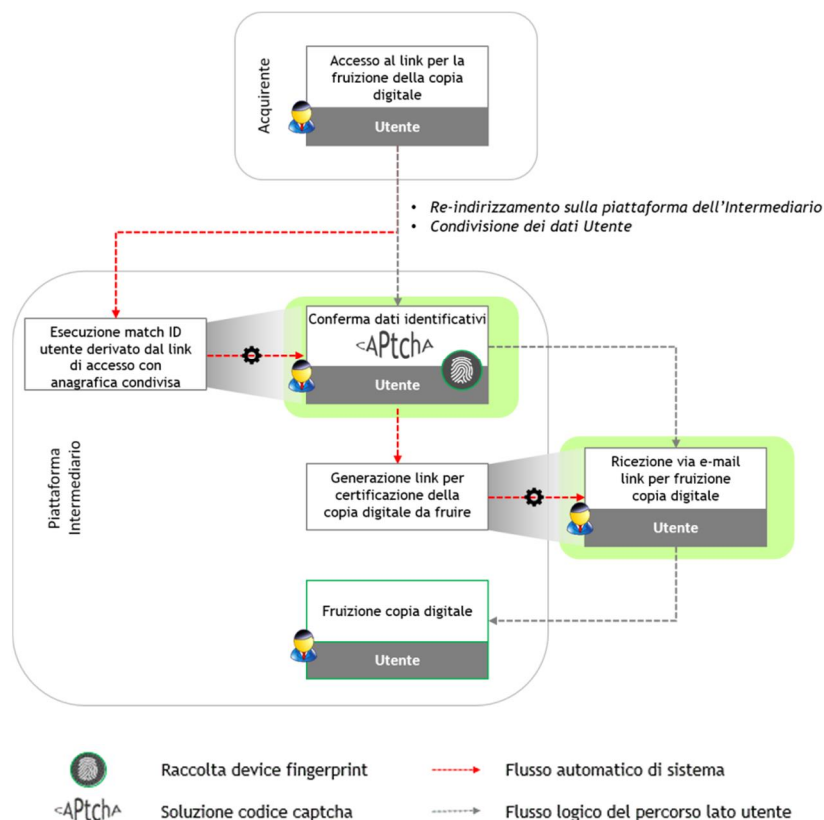 Acquirente
Accesso al link per la
fruizione della copia
digitale
Utente
• Re-indirizzamento sulla piattaforma dell’Intermediario
• Condivisione dei dati Utente
Esecuzione match ID
utente derivato dal link
di accesso con
anagrafica condivisa
Conferma dati identificativi
<APtchA
Utente
Piattaforma
Intermediario
Generazione link per
certificazione della
copia digitale da fruire
Ricezione via e-mail
link per fruizione
copia digitale
Utente
Fruizione copia digitale
Utente
Raccolta device fingerprint
Flusso automatico di sistema
<APtchA
Soluzione codice captcha
Flusso logico del percorso lato utente